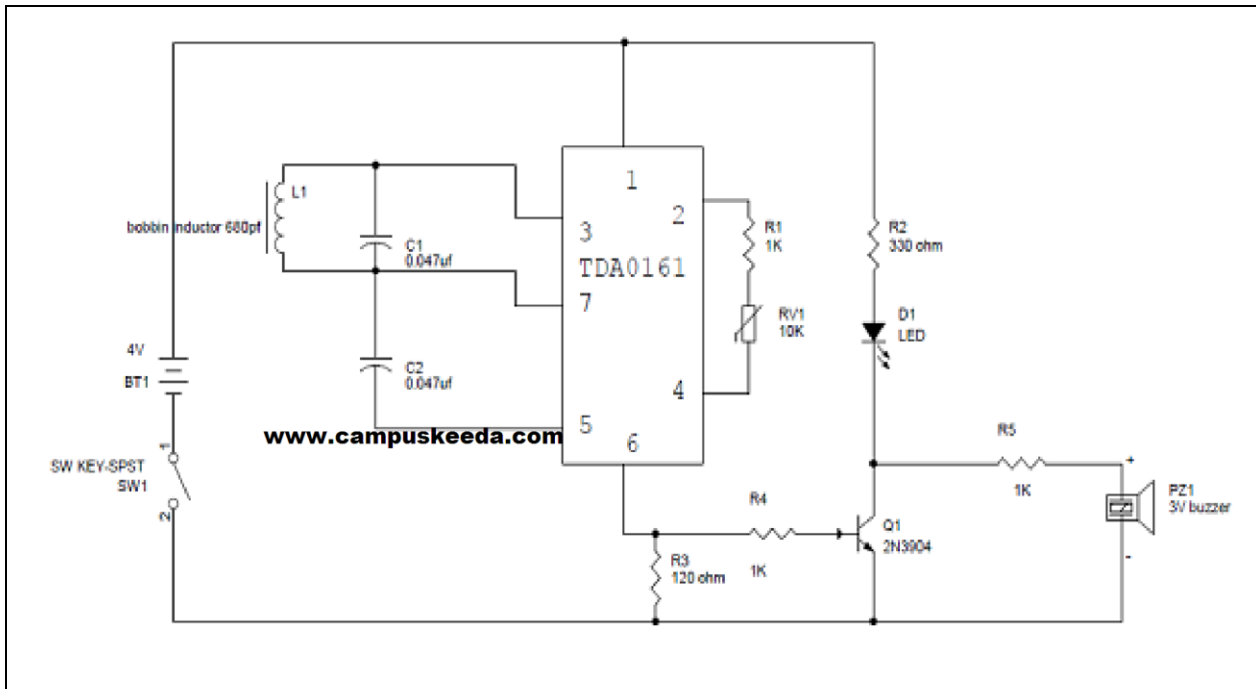 1
L1
2
R1
1K
R2
330 ohm
bobbin inductor 680pf
3
C1
0.047uf
TDA0161
7
RV1
10K
D1
LED
4V
BT1
C2
0.047uf
4
5
www.campuskeeda.com
6
R5
1K
+
1
SW KEY-SPST
SW1
2
R4
1K
PZ1
3V buzzer
-
Q1
2N3904
R3
120 ohm